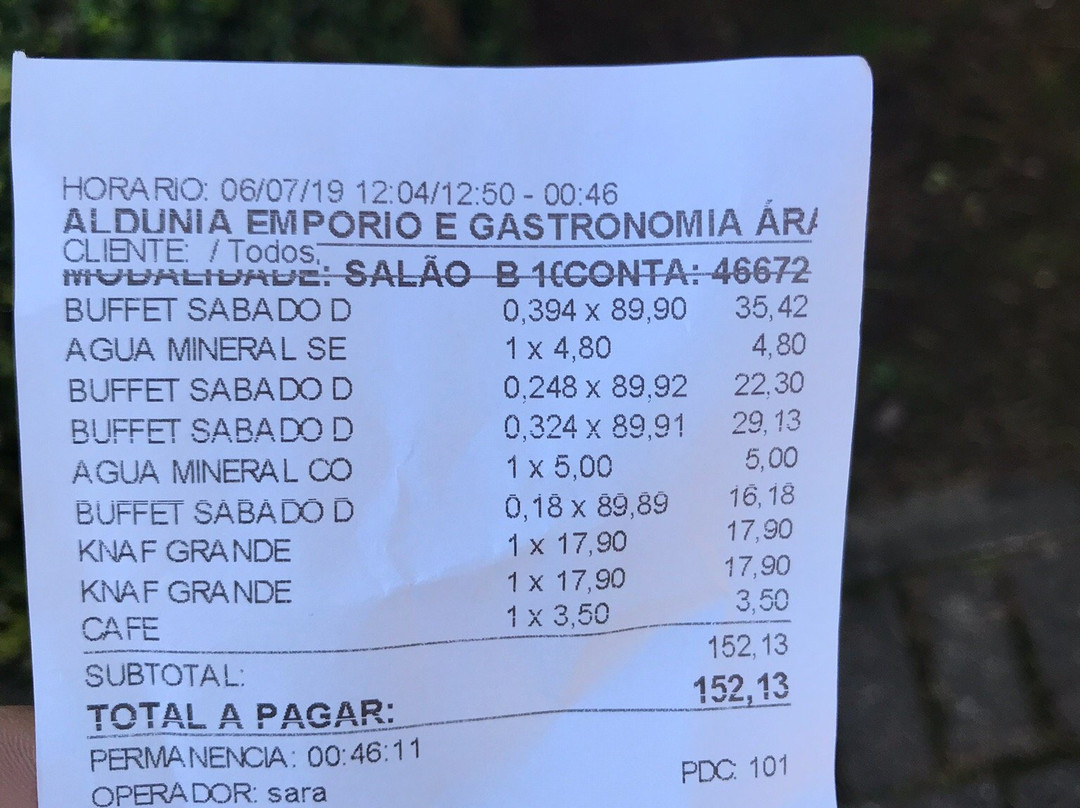 HORARIO: 06/07/19 12:04/12:50 - 00:46
ALDUNIA EMPORIO E GASTRONOMIA ÁRA
CLIENTE: / Todos.
MODALIDADE: SALÃO B 10CONTA: 46672
BUFFET SABADO D 0,394 x 89,90 35,42
AGUA MINERAL SE 1 x 4,80 4,80
BUFFET SABADO D 0,248 x 89,92 22,30
BUFFET SABADO D 0,324 x 89,91 29,13
AGUA MINERAL CO 1 x 5,00 5,00
BUFFET SABADO D 0,18 x 89,89 16,18
KNAF GRANDE 1 x 17,90 17,90
KNAF GRANDE 1 x 17,90 17,90
CAFE 1 x 3,50 3,50
SUBTOTAL: 152,13
TOTAL A PAGAR: 152,13
PERMANENCIA: 00:46:11
OPERADOR: sara PDC: 101